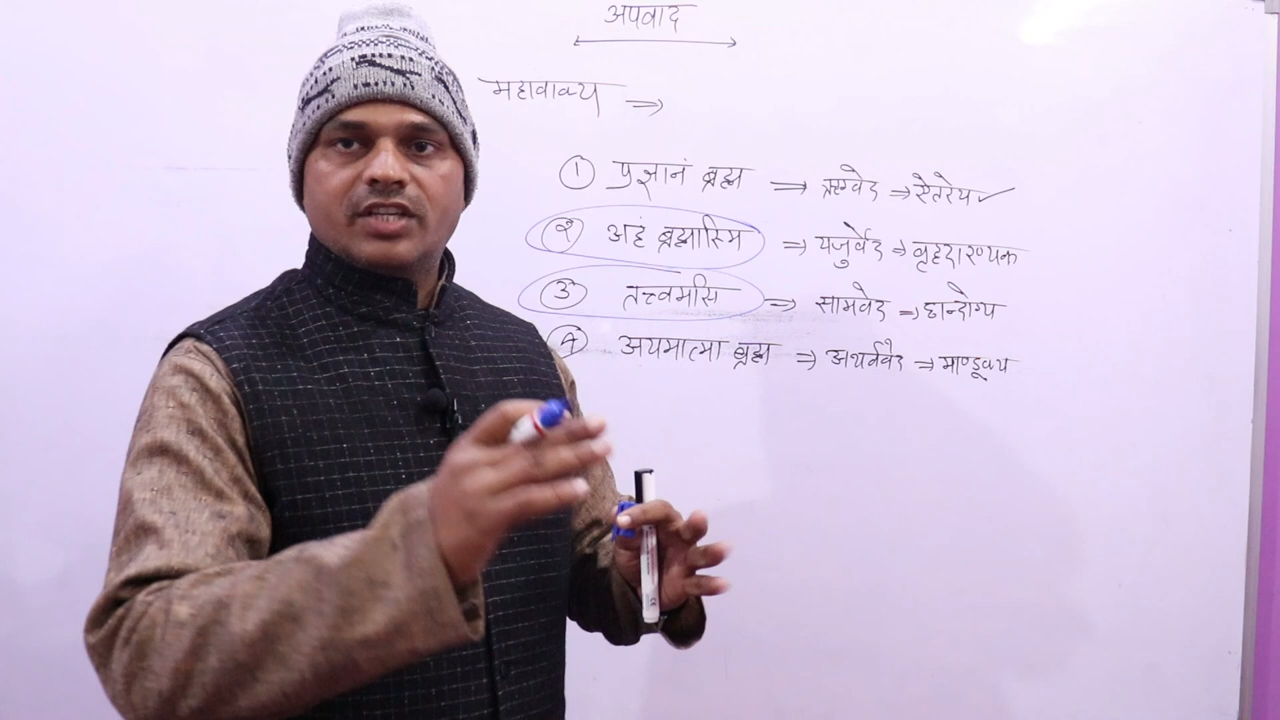 अपवाद
महावाक्य ⇒
① प्रज्ञानं ब्रह्म ⇒ ऋग्वेद ⇒ ऐतरेय ✓
② अहं ब्रह्मास्मि ⇒ यजुर्वेद ⇒ बृहदारण्यक
③ तत्त्वमसि ⇒ सामवेद ⇒ छान्दोग्य
④ अयमात्मा ब्रह्म ⇒ अथर्ववेद ⇒ माण्डूक्य